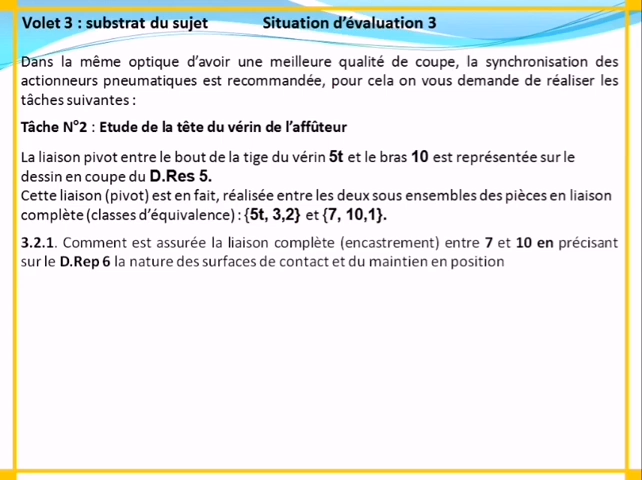 Volet 3 : substrat du sujet Situation d'évaluation 3
Dans la même optique d'avoir une meilleure qualité de coupe, la synchronisation des
actionneurs pneumatiques est recommandée, pour cela on vous demande de réaliser les
tâches suivantes :
Tâche N°2 : Etude de la tête du vérin de l'affûteur
La liaison pivot entre le bout de la tige du vérin 5t et le bras 10 est représentée sur le
dessin en coupe du D.Res 5.
Cette liaison (pivot) est en fait, réalisée entre les deux sous ensembles des pièces en liaison
complète (classes d'équivalence) : {5t, 3,2} et {7, 10,1}.
3.2.1. Comment est assurée la liaison complète (encastrement) entre 7 et 10 en précisant
sur le D.Rep 6 la nature des surfaces de contact et du maintien en position